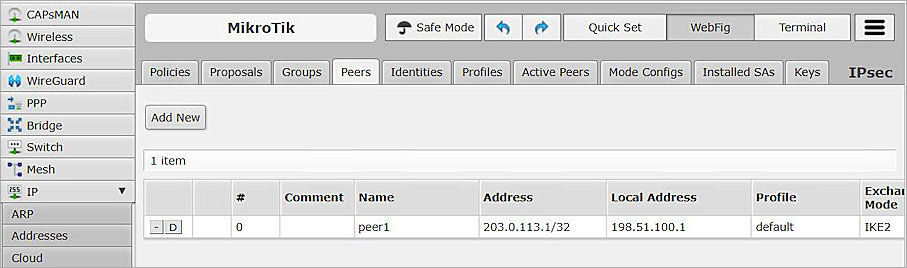 CAPsMAN
Wireless
Interfaces
WireGuard
PPP
Bridge
Switch
Mesh
IP ▼
ARP
Addresses
Cloud
MikroTik Safe Mode Quick Set WebFig Terminal
Policies Proposals Groups Peers Identities Profiles Active Peers Mode Configs Installed SAs Keys IPsec
Add New
1 item
# Comment Name Address Local Address Profile Exchan
Mode
- D 0 peer1 203.0.113.1/32 198.51.100.1 default IKE2